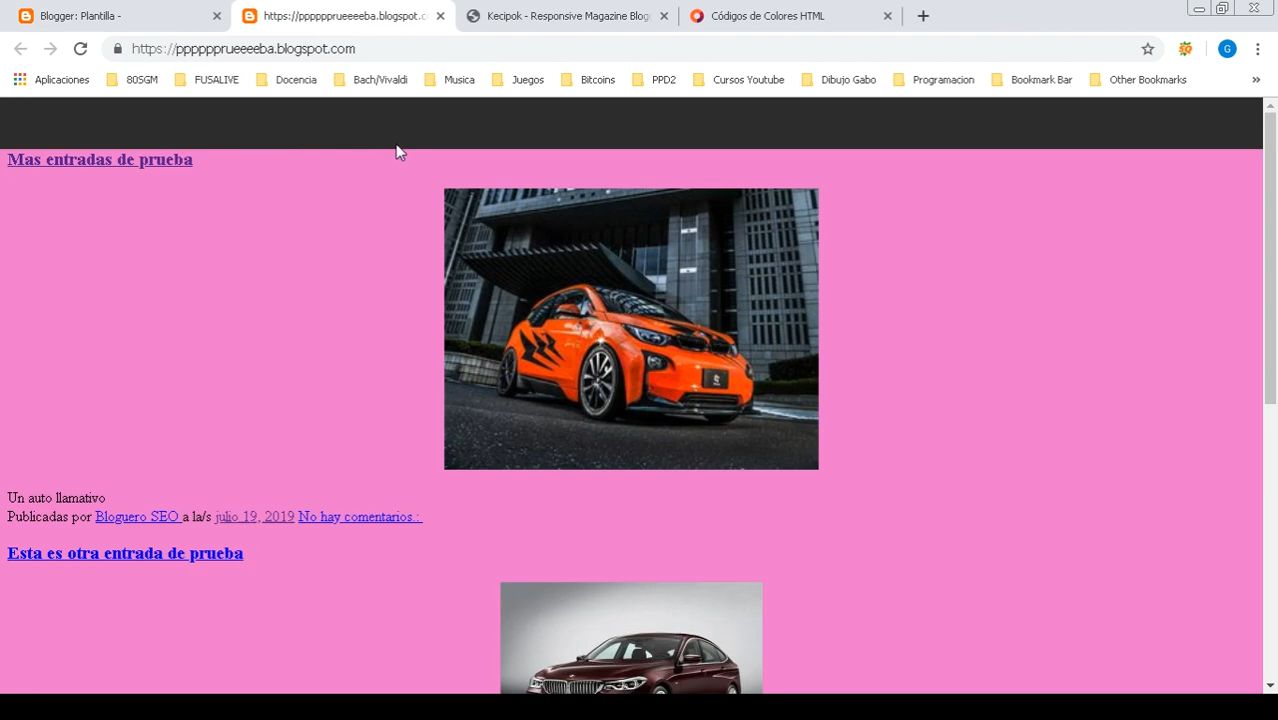 Blogger: Plantilla -
https://ppppppprueeeeba.blogspot.c
Kecipok - Responsive Magazine Blogg
Códigos de Colores HTML
https://ppppppprueeeeba.blogspot.com
G
Aplicaciones
80SGM
FUSALIVE
Docencia
Bach/Vivaldi
Musica
Juegos
Bitcoins
PPD2
Cursos Youtube
Dibujo Gabo
Programacion
Bookmark Bar
Other Bookmarks
»
Mas entradas de prueba
Un auto llamativo
Publicadas por Bloguero SEO a la/s julio 19, 2019 No hay comentarios.:
Esta es otra entrada de prueba